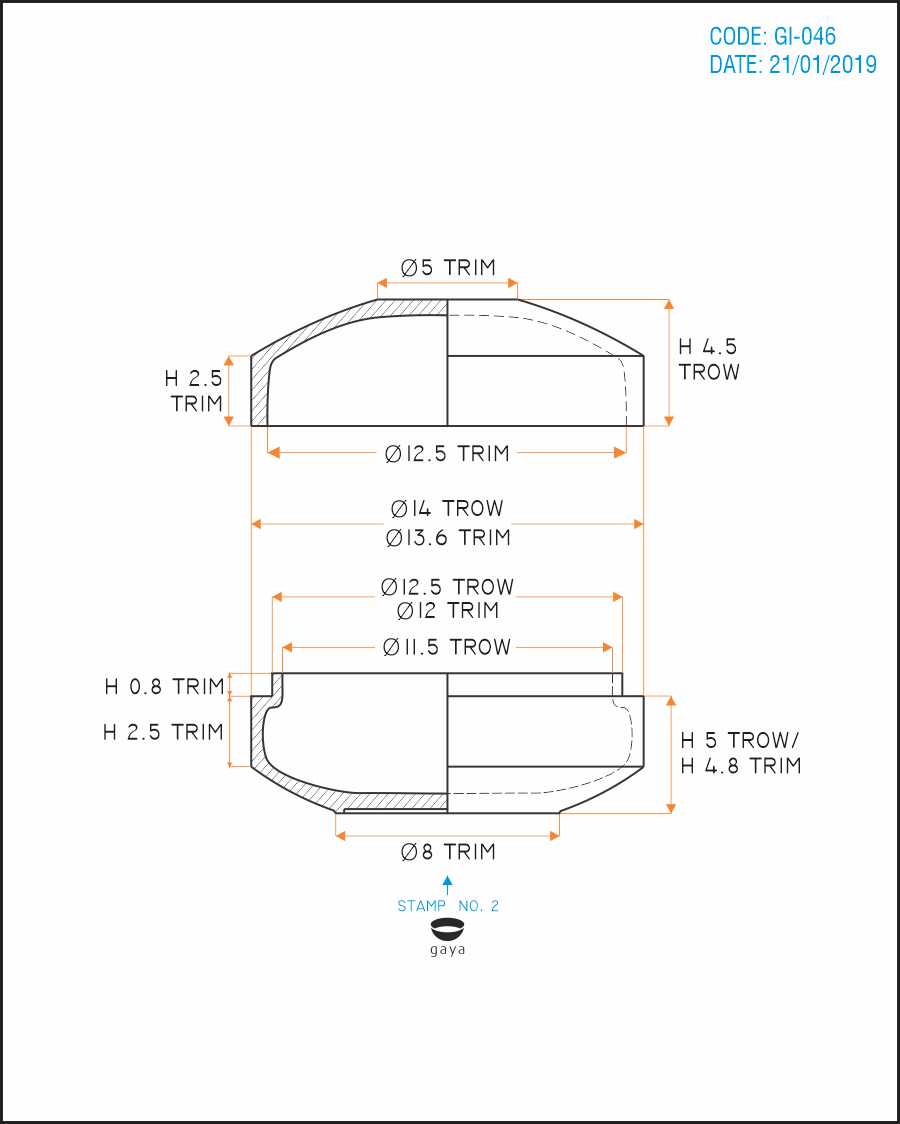 CODE: GI-046
DATE: 21/01/2019
Ø5 TRIM
H 4.5
TROW
H 2.5
TRIM
Ø12.5 TRIM
Ø14 TROW
Ø13.6 TRIM
Ø12.5 TROW
Ø12 TRIM
Ø11.5 TROW
H 0.8 TRIM
H 2.5 TRIM
H 5 TROW/
H 4.8 TRIM
Ø8 TRIM
STAMP NO. 2
gaya